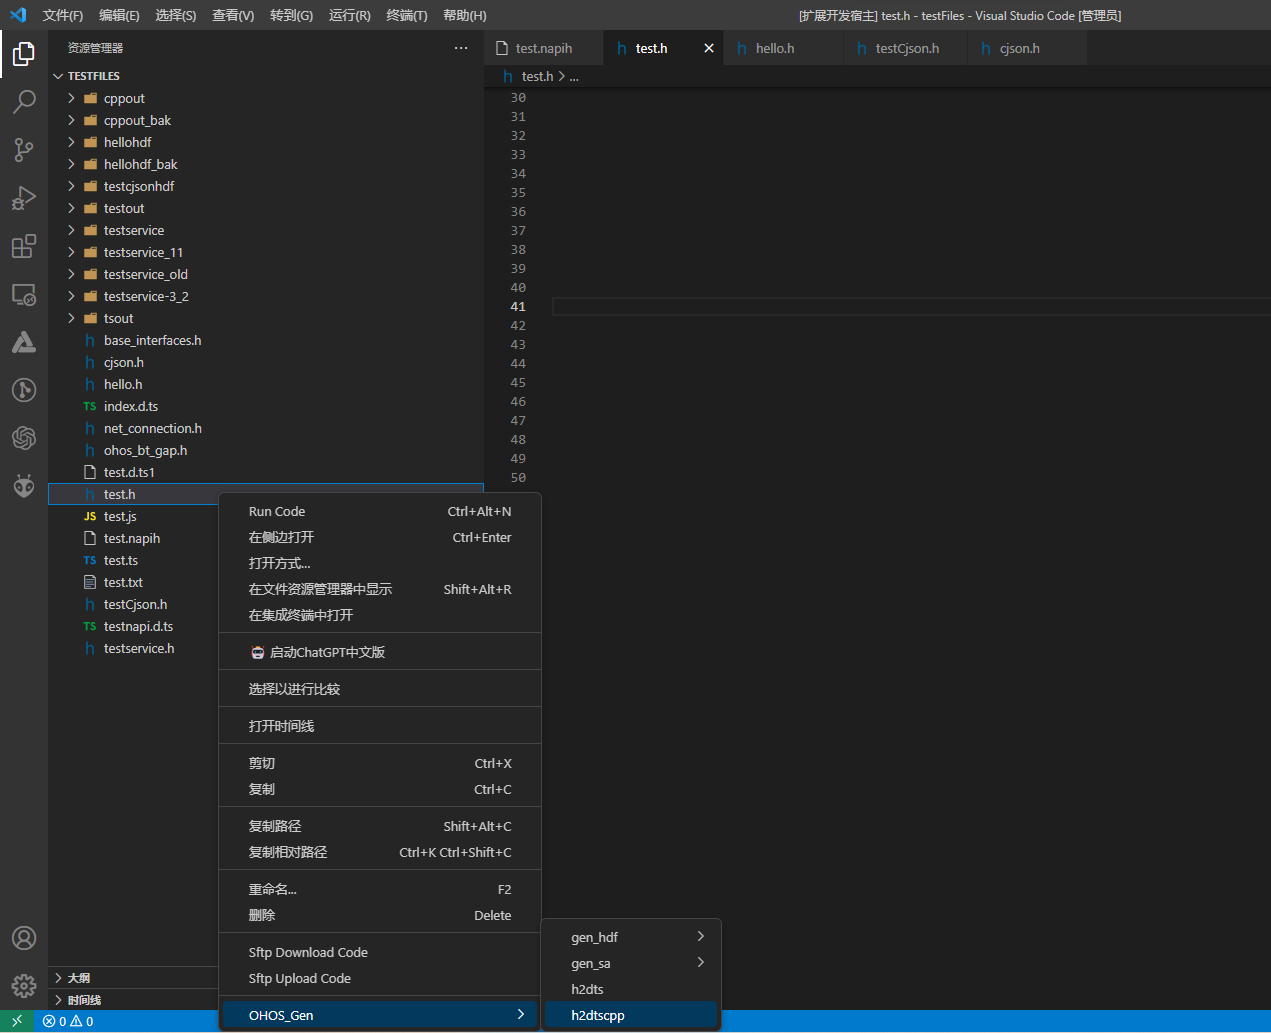 文件(F) 编辑(E) 选择(S) 查看(V) 转到(G) 运行(R) 终端(T) 帮助(H) [扩展开发宿主] test.h - testFiles - Visual Studio Code [管理员]
资源管理器 ...
test.napih
test.h
hello.h
testCjson.h
cjson.h
test.h > ...
TESTFILES
cppout
cppout_bak
hellohdf
hellohdf_bak
testcjsonhdf
testout
testservice
testservice_11
testservice_old
testservice-3_2
tsout
h base_interfaces.h
h cjson.h
h hello.h
TS index.d.ts
h net_connection.h
h ohos_bt_gap.h
test.d.ts1
h test.h
JS test.js
test.napih
TS test.ts
test.txt
h testCjson.h
TS testnapi.d.ts
h testservice.h
大纲
时间线
30
31
32
33
34
35
36
37
38
39
40
41
42
43
44
45
46
47
48
49
50
Run Code Ctrl+Alt+N
在侧边打开 Ctrl+Enter
打开方式...
在文件资源管理器中显示 Shift+Alt+R
在集成终端中打开
启动ChatGPT中文版
选择以进行比较
打开时间线
剪切 Ctrl+X
复制 Ctrl+C
复制路径 Shift+Alt+C
复制相对路径 Ctrl+K Ctrl+Shift+C
重命名... F2
删除 Delete
Sftp Download Code
Sftp Upload Code
OHOS_Gen
gen_hdf
gen_sa
h2dts
h2dtscpp
0 0